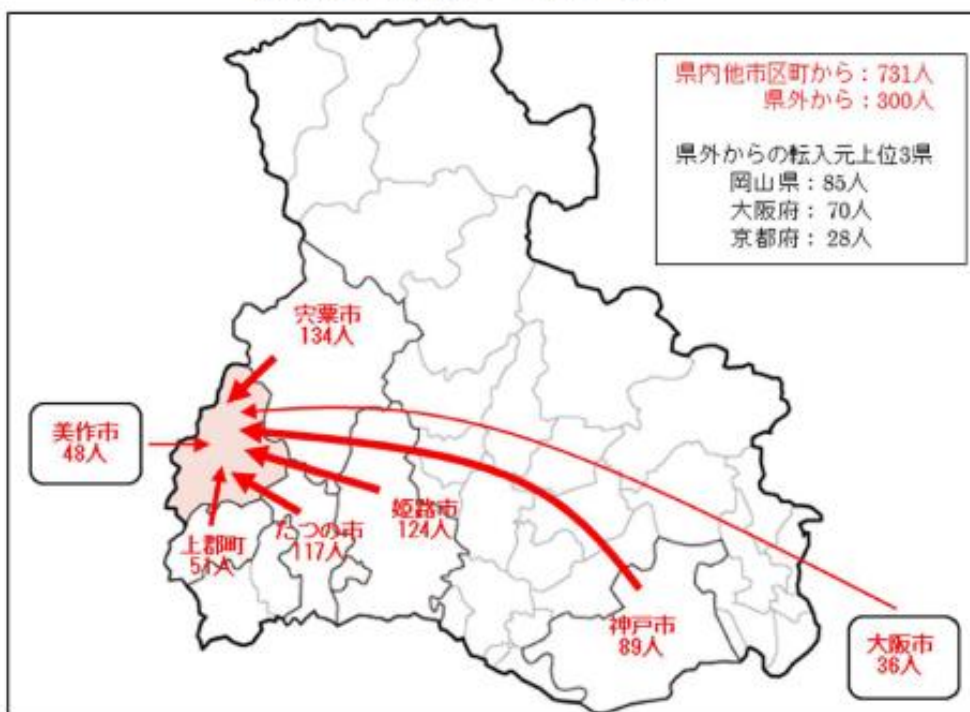 県内他市区町から：731人
県外から：300人
県外からの転入元上位3県
岡山県：85人
大阪府：70人
京都府：28人
宍粟市
134人
美作市
48人
姫路市
124人
たつの市
117人
上郡町
51人
神戸市
89人
大阪市
36人